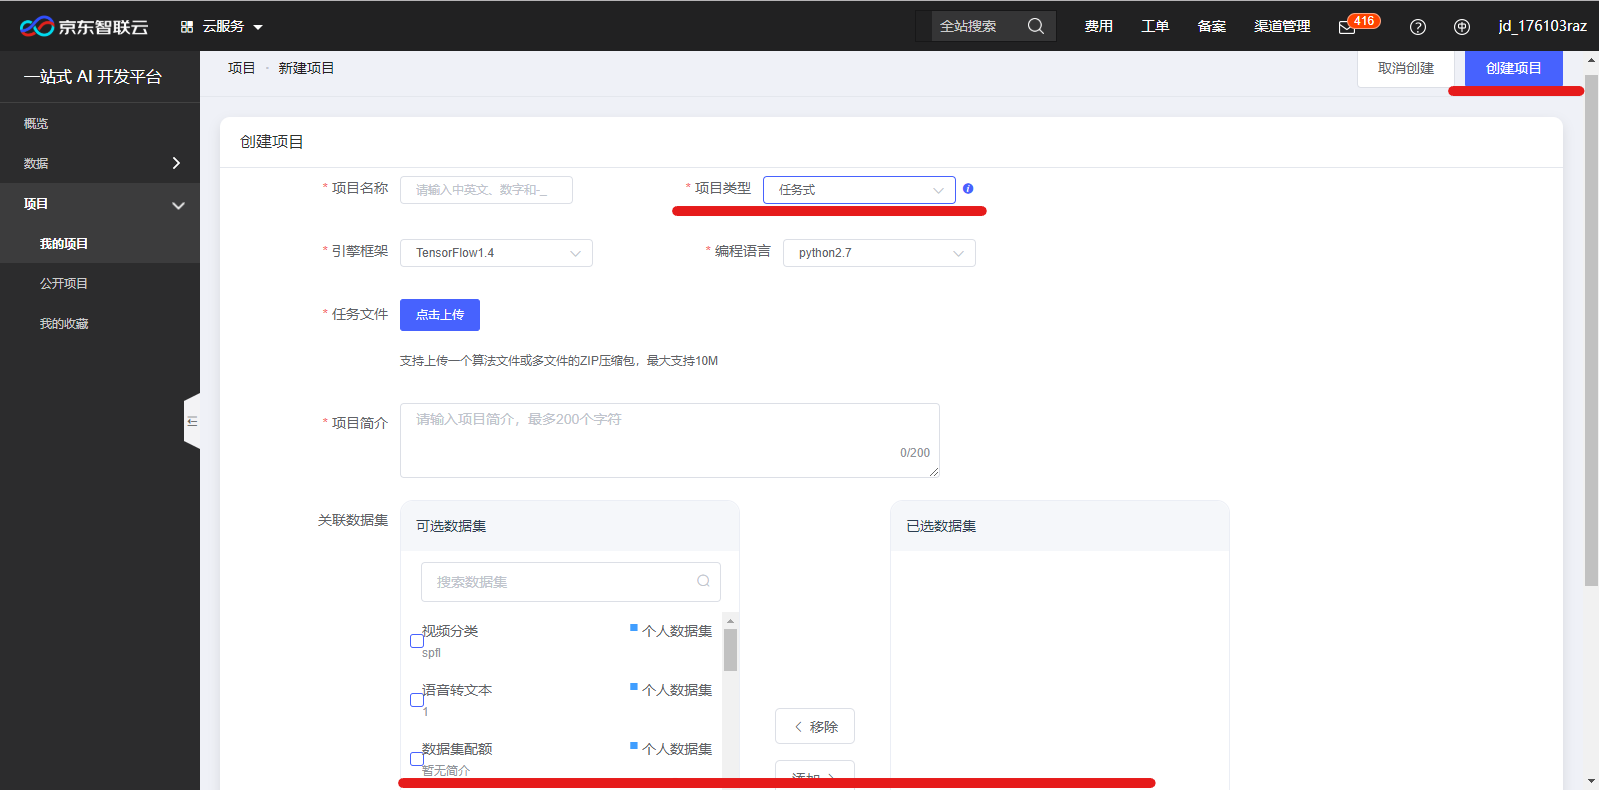 京东智联云
云服务
全站搜索
费用
工单
备案
渠道管理
416
jd_176103raz
一站式 AI 开发平台
概览
数据
项目
我的项目
公开项目
我的收藏
项目 - 新建项目
取消创建
创建项目
创建项目
* 项目名称
请输入中英文、数字和-_
* 项目类型
任务式
* 引擎框架
TensorFlow1.4
* 编程语言
python2.7
* 任务文件
点击上传
支持上传一个算法文件或多文件的ZIP压缩包，最大支持10M
* 项目简介
请输入项目简介，最多200个字符
0/200
关联数据集
可选数据集
搜索数据集
视频分类
个人数据集
spfl
语音转文本
个人数据集
1
数据集配额
个人数据集
暂无简介
移除
添加
已选数据集